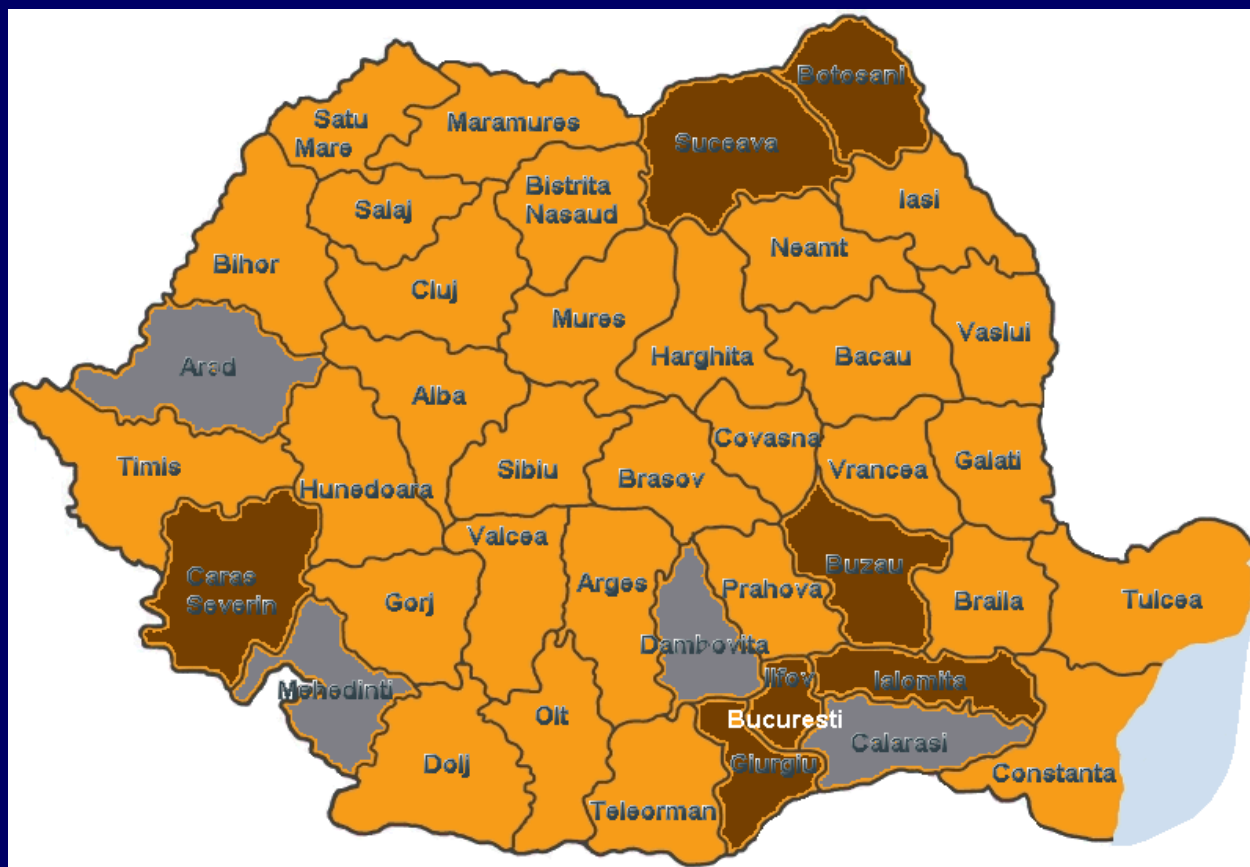 Botosani
Satu
Mare
Maramures
Suceava
Bistrita
Nasaud
Salaj
Iasi
Neamt
Bihor
Cluj
Mures
Vaslui
Harghita
Bacau
Arad
Alba
Covasna
Vrancea
Galati
Timis
Sibiu
Brasov
Hunedoara
Valcea
Buzau
Caras
Severin
Gorj
Arges
Prahova
Braila
Tulcea
Dambovita
Ilfov
Ialomita
Mehedinti
Olt
Bucuresti
Calarasi
Dolj
Giurgiu
Constanta
Teleorman